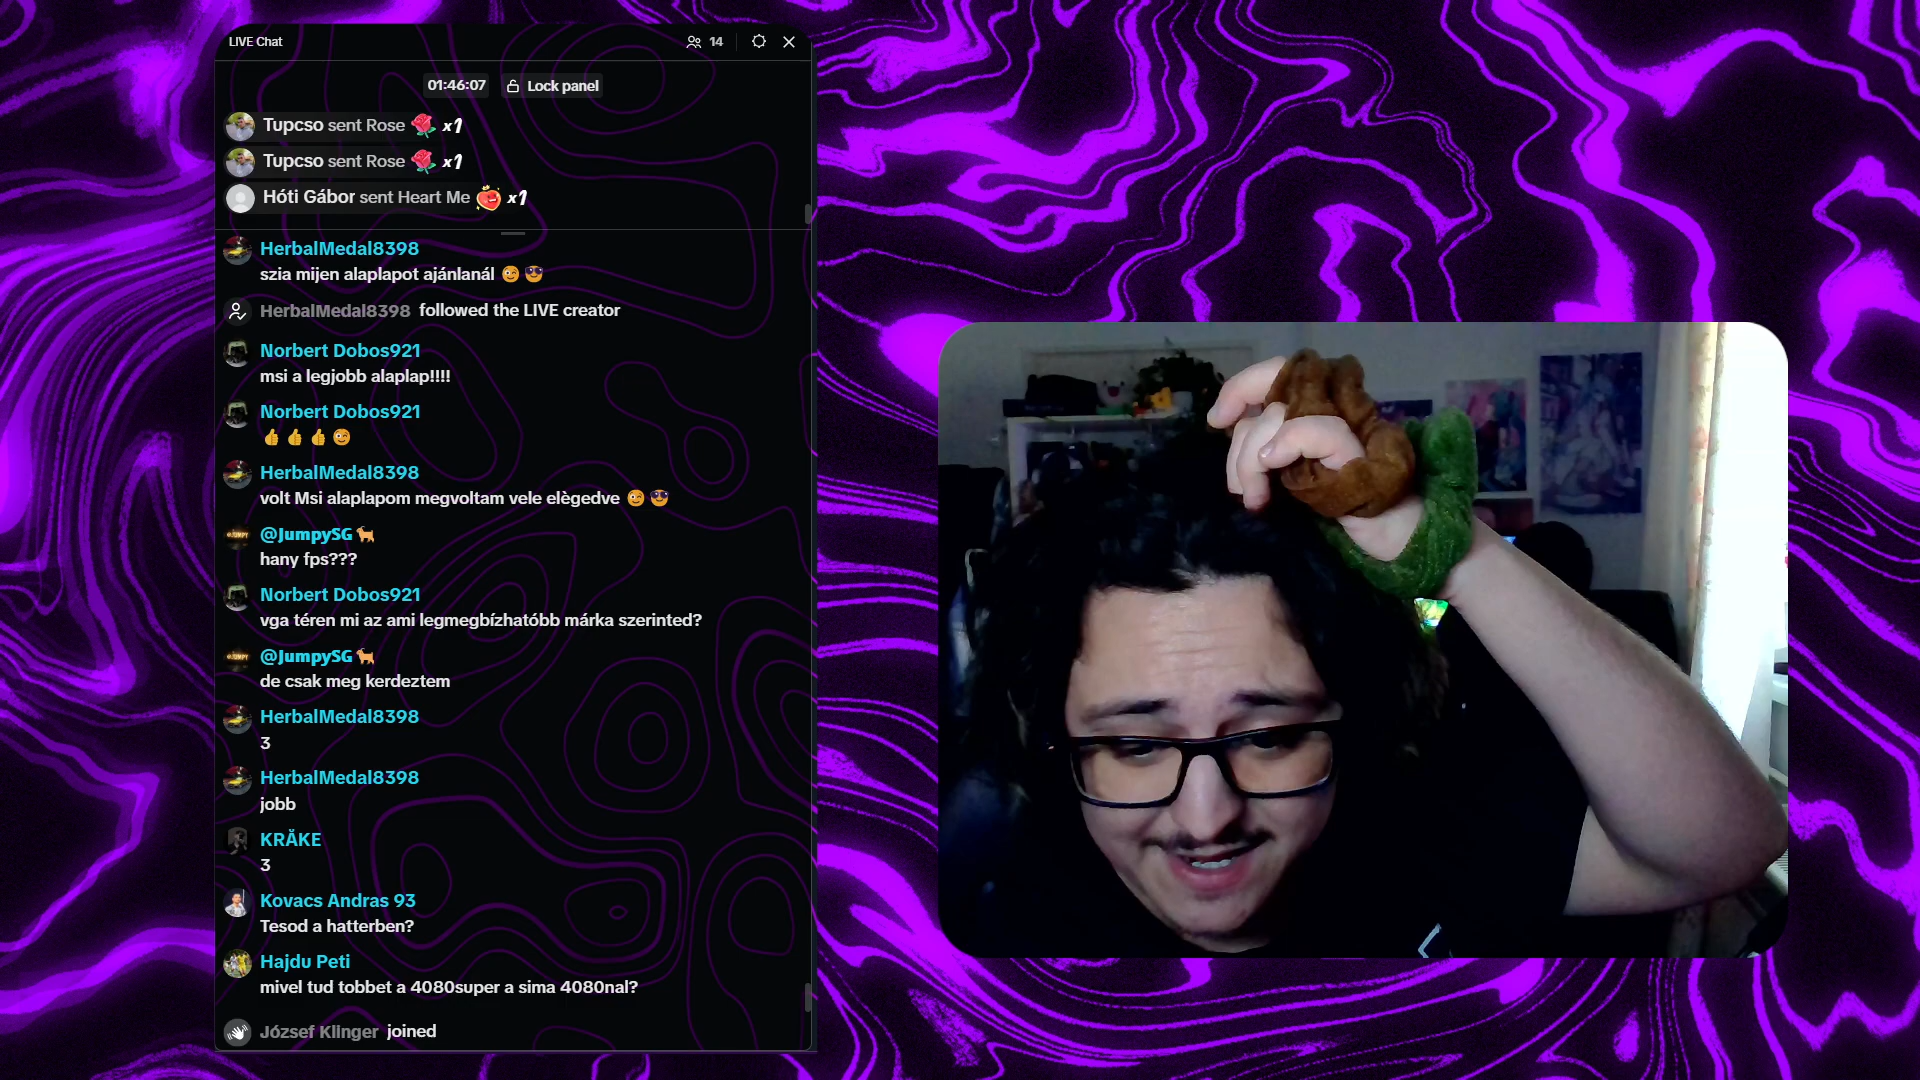 LIVE Chat
14
01:46:07
Lock panel
Tupcso sent Rose x1
Tupcso sent Rose x1
Hóti Gábor sent Heart Me x1
HerbalMedal8398
szia mijen alaplapot ajánlanál 😉 😎
HerbalMedal8398 followed the LIVE creator
Norbert Dobos921
msi a legjobb alaplap!!!!
Norbert Dobos921
👍 👍 👍 😉
HerbalMedal8398
volt Msi alaplapom megvoltam vele elègedve 😉 😎
@JumpySG🐐
hany fps???
Norbert Dobos921
vga téren mi az ami legmegbízhatóbb márka szerinted?
@JumpySG🐐
de csak meg kerdeztem
HerbalMedal8398
3
HerbalMedal8398
jobb
KRÄKE
3
Kovacs Andras 93
Tesod a hatterben?
Hajdu Peti
mivel tud tobbet a 4080super a sima 4080nal?
József Klinger joined